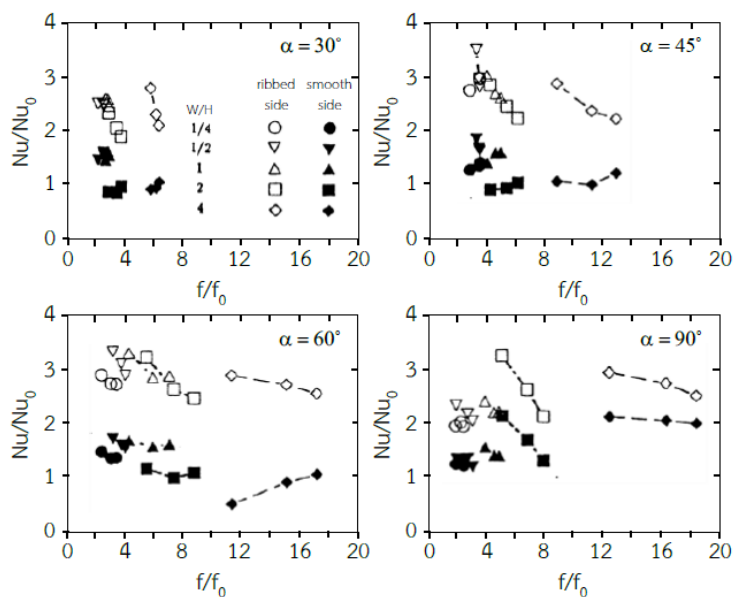 α = 30°
Nu/Nu0
4
3
2
1
0
ribbed smooth
W/H side side
1/4
1/2
1
2
4
0 4 8 12 16 20
f/f0
α = 45°
Nu/Nu0
4
3
2
1
0
0 4 8 12 16 20
f/f0
α = 60°
Nu/Nu0
4
3
2
1
0
0 4 8 12 16 20
f/f0
α = 90°
Nu/Nu0
4
3
2
1
0
0 4 8 12 16 20
f/f0